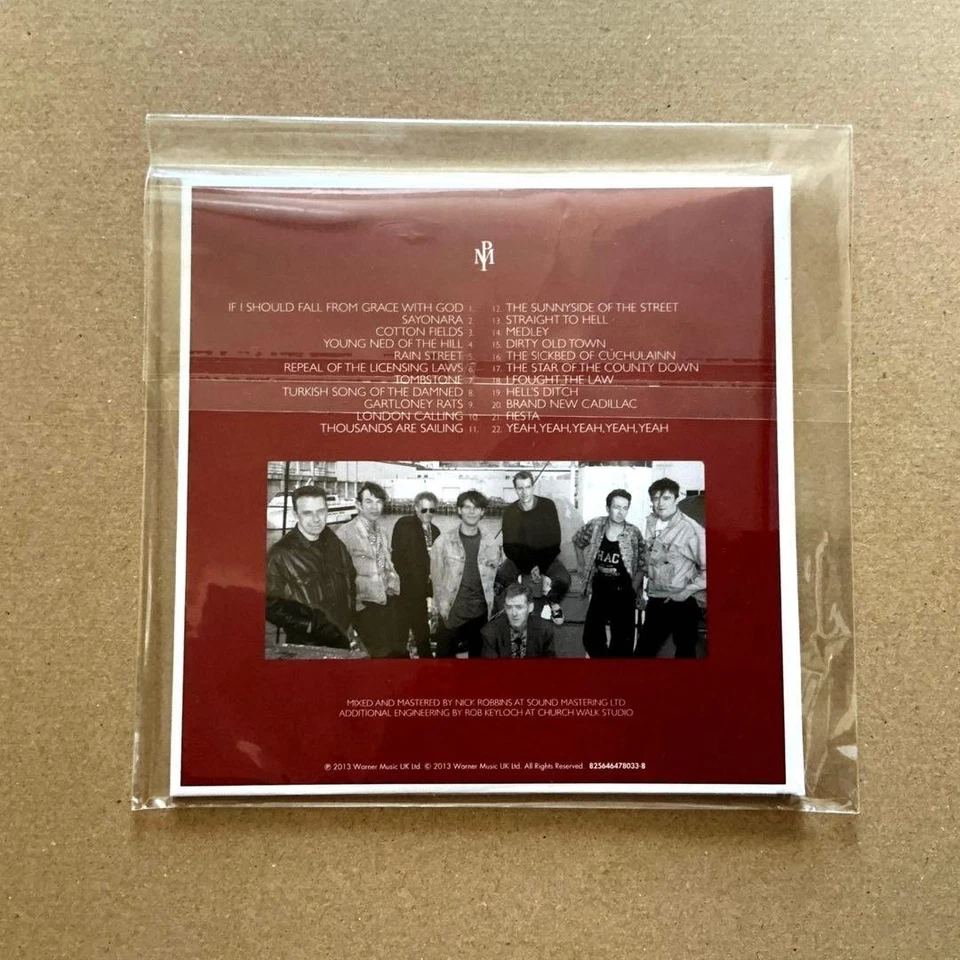 PM
IF I SHOULD FALL FROM GRACE WITH GOD 1.
SAYONARA 2.
COTTON FIELDS 3.
YOUNG NED OF THE HILL 4.
RAIN STREET 5.
REPEAL OF THE LICENSING LAWS 6.
TOMBSTONE 7.
TURKISH SONG OF THE DAMNED 8.
GARTLONEY RATS 9.
LONDON CALLING 10.
THOUSANDS ARE SAILING 11.
12. THE SUNNYSIDE OF THE STREET
13. STRAIGHT TO HELL
14. MEDLEY
15. DIRTY OLD TOWN
16. THE SICKBED OF CÚCHULAINN
17. THE STAR OF THE COUNTY DOWN
18. I FOUGHT THE LAW
19. HELL'S DITCH
20. BRAND NEW CADILLAC
21. FIESTA
22. YEAH, YEAH, YEAH, YEAH, YEAH
HAC
MIXED AND MASTERED BY NICK ROBBINS AT SOUND MASTERING LTD
ADDITIONAL ENGINEERING BY ROB KEYLOCH AT CHURCH WALK STUDIO
℗ 2013 Warner Music UK Ltd. © 2013 Warner Music UK Ltd. All Rights Reserved. 825646478033-8